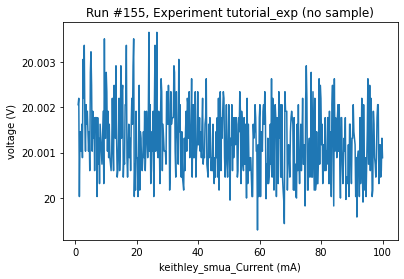 Run #155, Experiment tutorial_exp (no sample)
voltage (V)
20.003
20.002
20.001
20
0 20 40 60 80 100
keithley_smua_Current (mA)